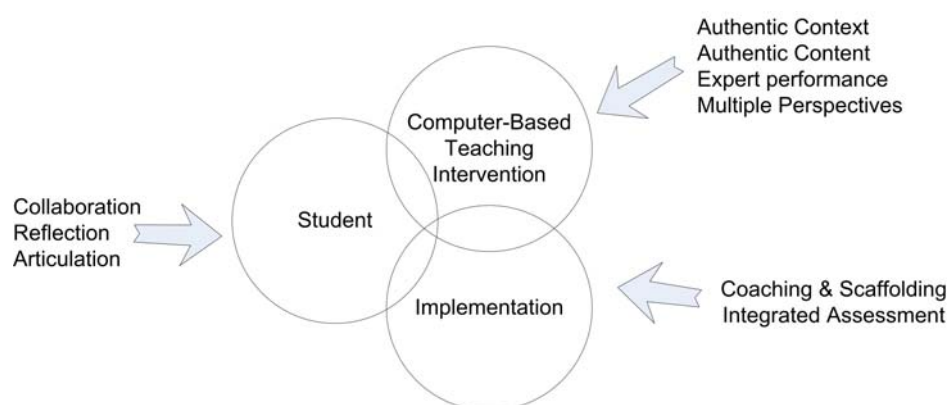 Authentic Context
Authentic Content
Expert performance
Multiple Perspectives
Computer-Based
Teaching
Intervention
Collaboration
Reflection
Articulation
Student
Implementation
Coaching & Scaffolding
Integrated Assessment